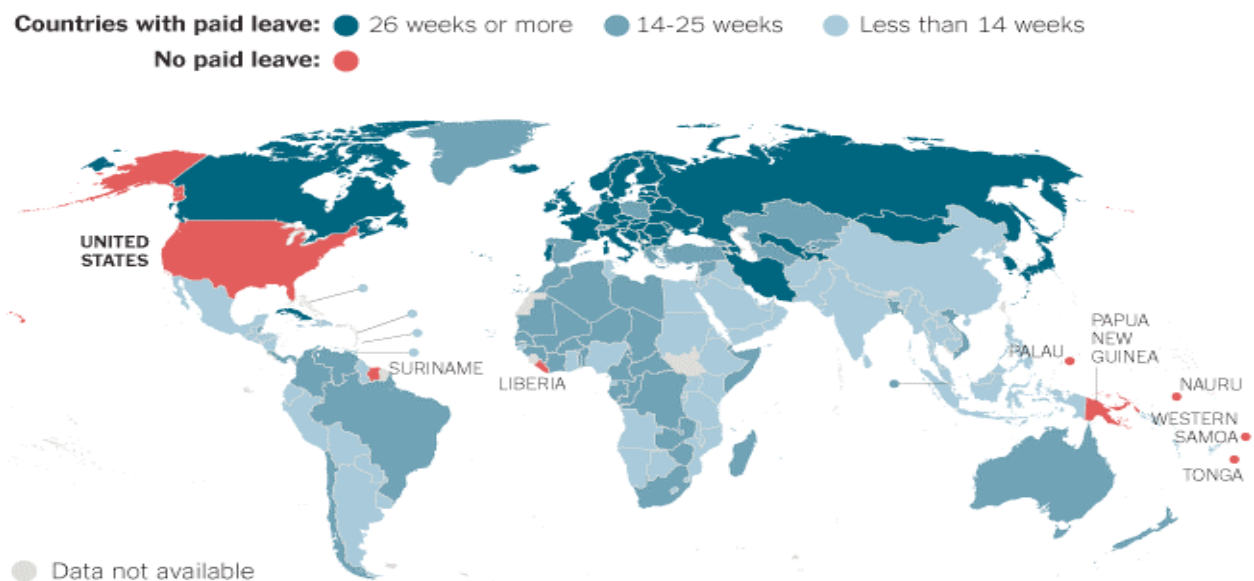 Countries with paid leave: 26 weeks or more 14-25 weeks Less than 14 weeks
No paid leave:
UNITED
STATES
SURINAME
LIBERIA
PALAU
PAPUA
NEW
GUINEA
NAURU
WESTERN
SAMOA
TONGA
Data not available